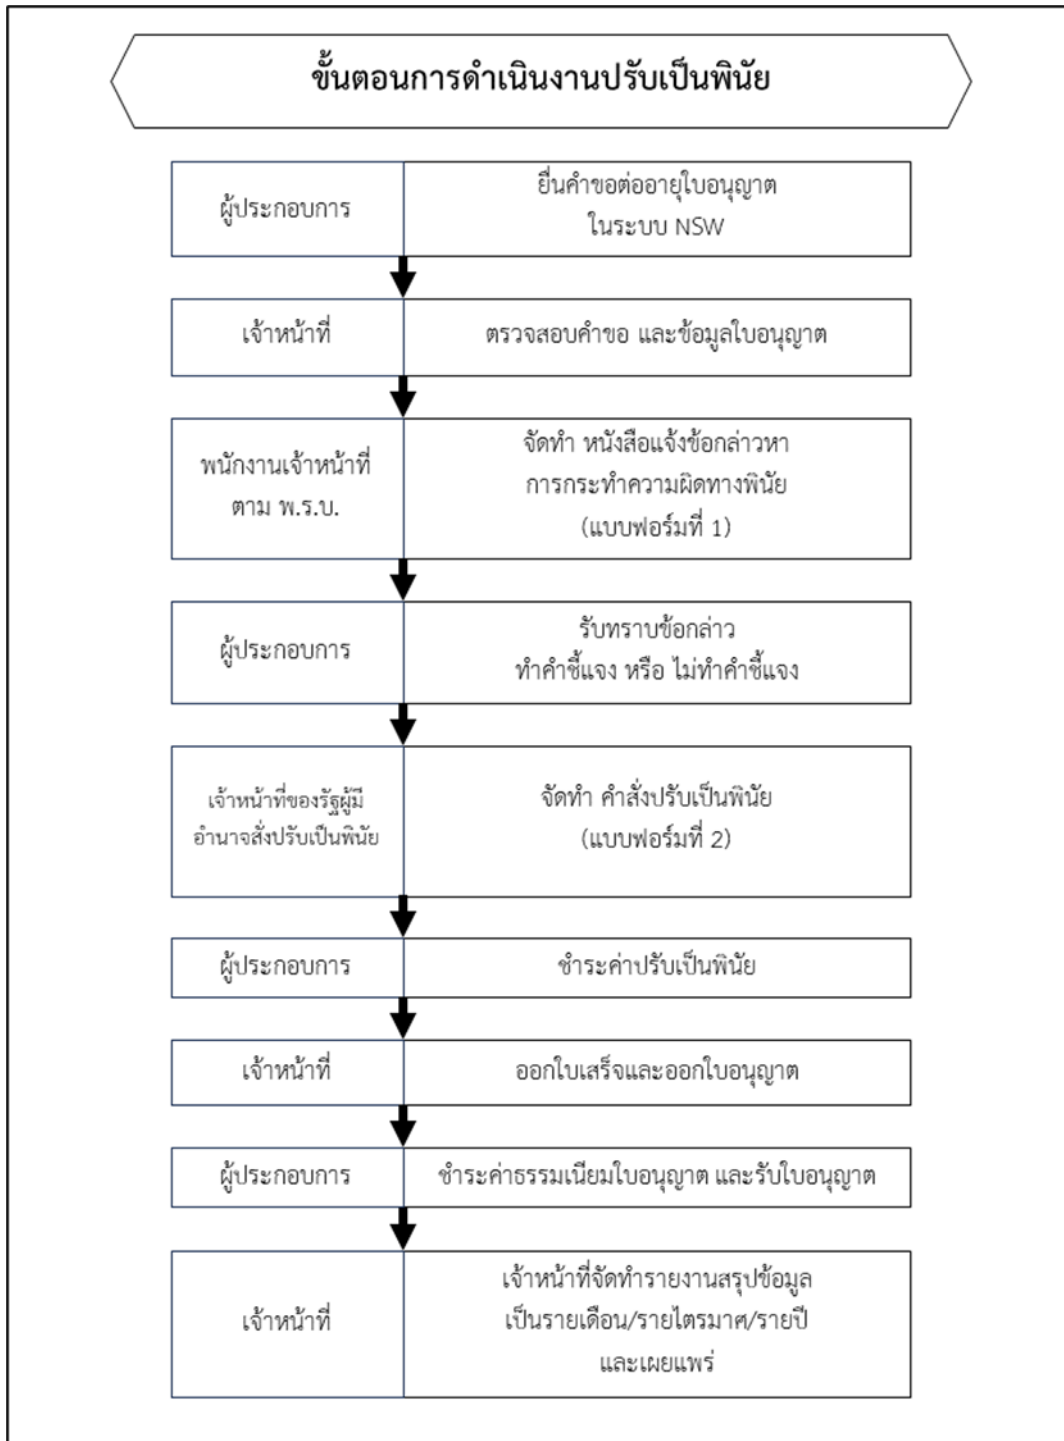 ขั้นตอนการดำเนินงานปรับเป็นพินัย
ผู้ประกอบการ
ยื่นคำขอต่ออายุใบอนุญาต
ในระบบ NSW
เจ้าหน้าที่
ตรวจสอบคำขอ และข้อมูลใบอนุญาต
พนักงานเจ้าหน้าที่
ตาม พ.ร.บ.
จัดทำ หนังสือแจ้งข้อกล่าวหา
การกระทำความผิดทางพินัย
(แบบฟอร์มที่ 1)
ผู้ประกอบการ
รับทราบข้อกล่าว
ทำคำชี้แจง หรือ ไม่ทำคำชี้แจง
เจ้าหน้าที่ของรัฐผู้มี
อำนาจสั่งปรับเป็นพินัย
จัดทำ คำสั่งปรับเป็นพินัย
(แบบฟอร์มที่ 2)
ผู้ประกอบการ
ชำระค่าปรับเป็นพินัย
เจ้าหน้าที่
ออกใบเสร็จและออกใบอนุญาต
ผู้ประกอบการ
ชำระค่าธรรมเนียมใบอนุญาต และรับใบอนุญาต
เจ้าหน้าที่
เจ้าหน้าที่จัดทำรายงานสรุปข้อมูล
เป็นรายเดือน/รายไตรมาศ/รายปี
และเผยแพร่